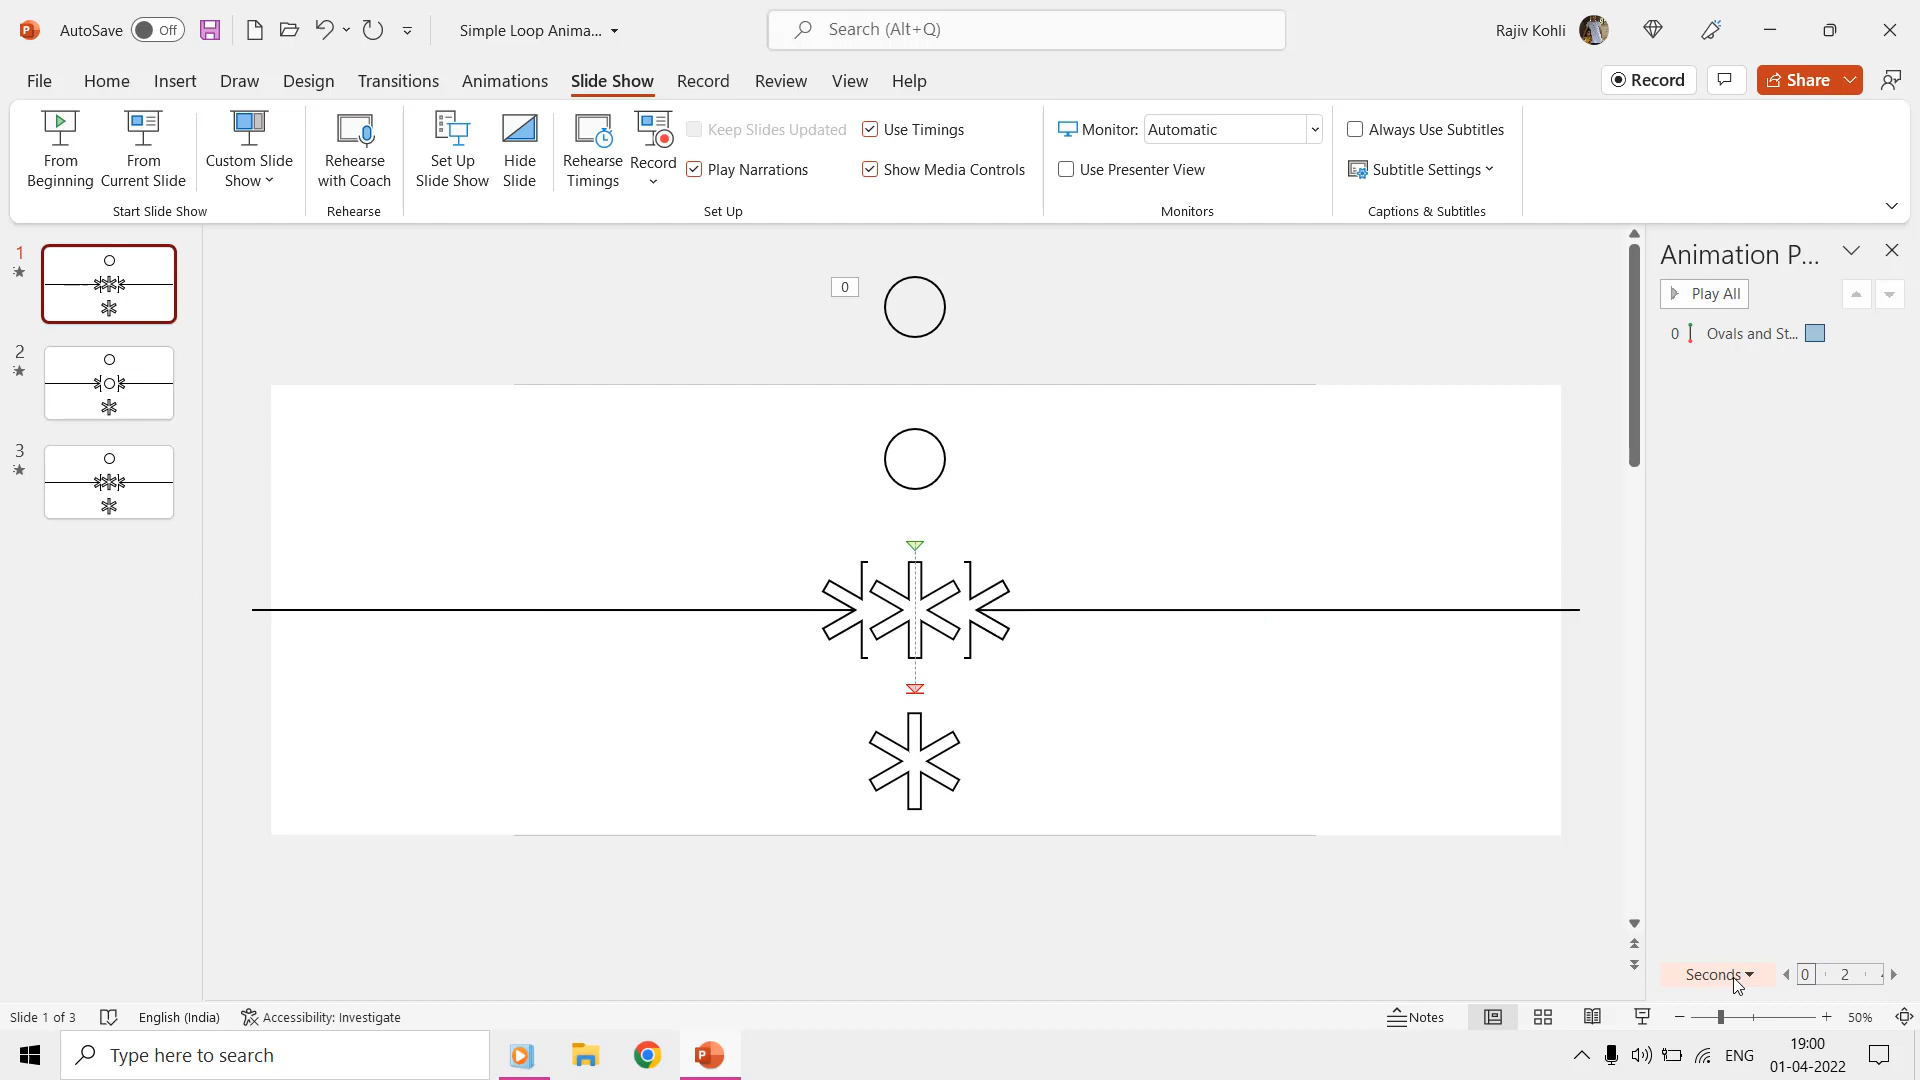 AutoSave Off Simple Loop Anima... Search (Alt+Q) Rajiv Kohli
File Home Insert Draw Design Transitions Animations Slide Show Record Review View Help Record Share
From Beginning
From Current Slide
Custom Slide Show
Start Slide Show
Rehearse with Coach
Rehearse
Set Up Slide Show
Hide Slide
Rehearse Timings
Record
Keep Slides Updated
Play Narrations
Use Timings
Show Media Controls
Set Up
Monitor: Automatic
Use Presenter View
Monitors
Always Use Subtitles
Subtitle Settings
Captions & Subtitles
1
2
3
0
Animation P...
Play All
0 Ovals and St...
Seconds 0 2
Slide 1 of 3 English (India) Accessibility: Investigate Notes 50%
Type here to search ENG
19:00
01-04-2022